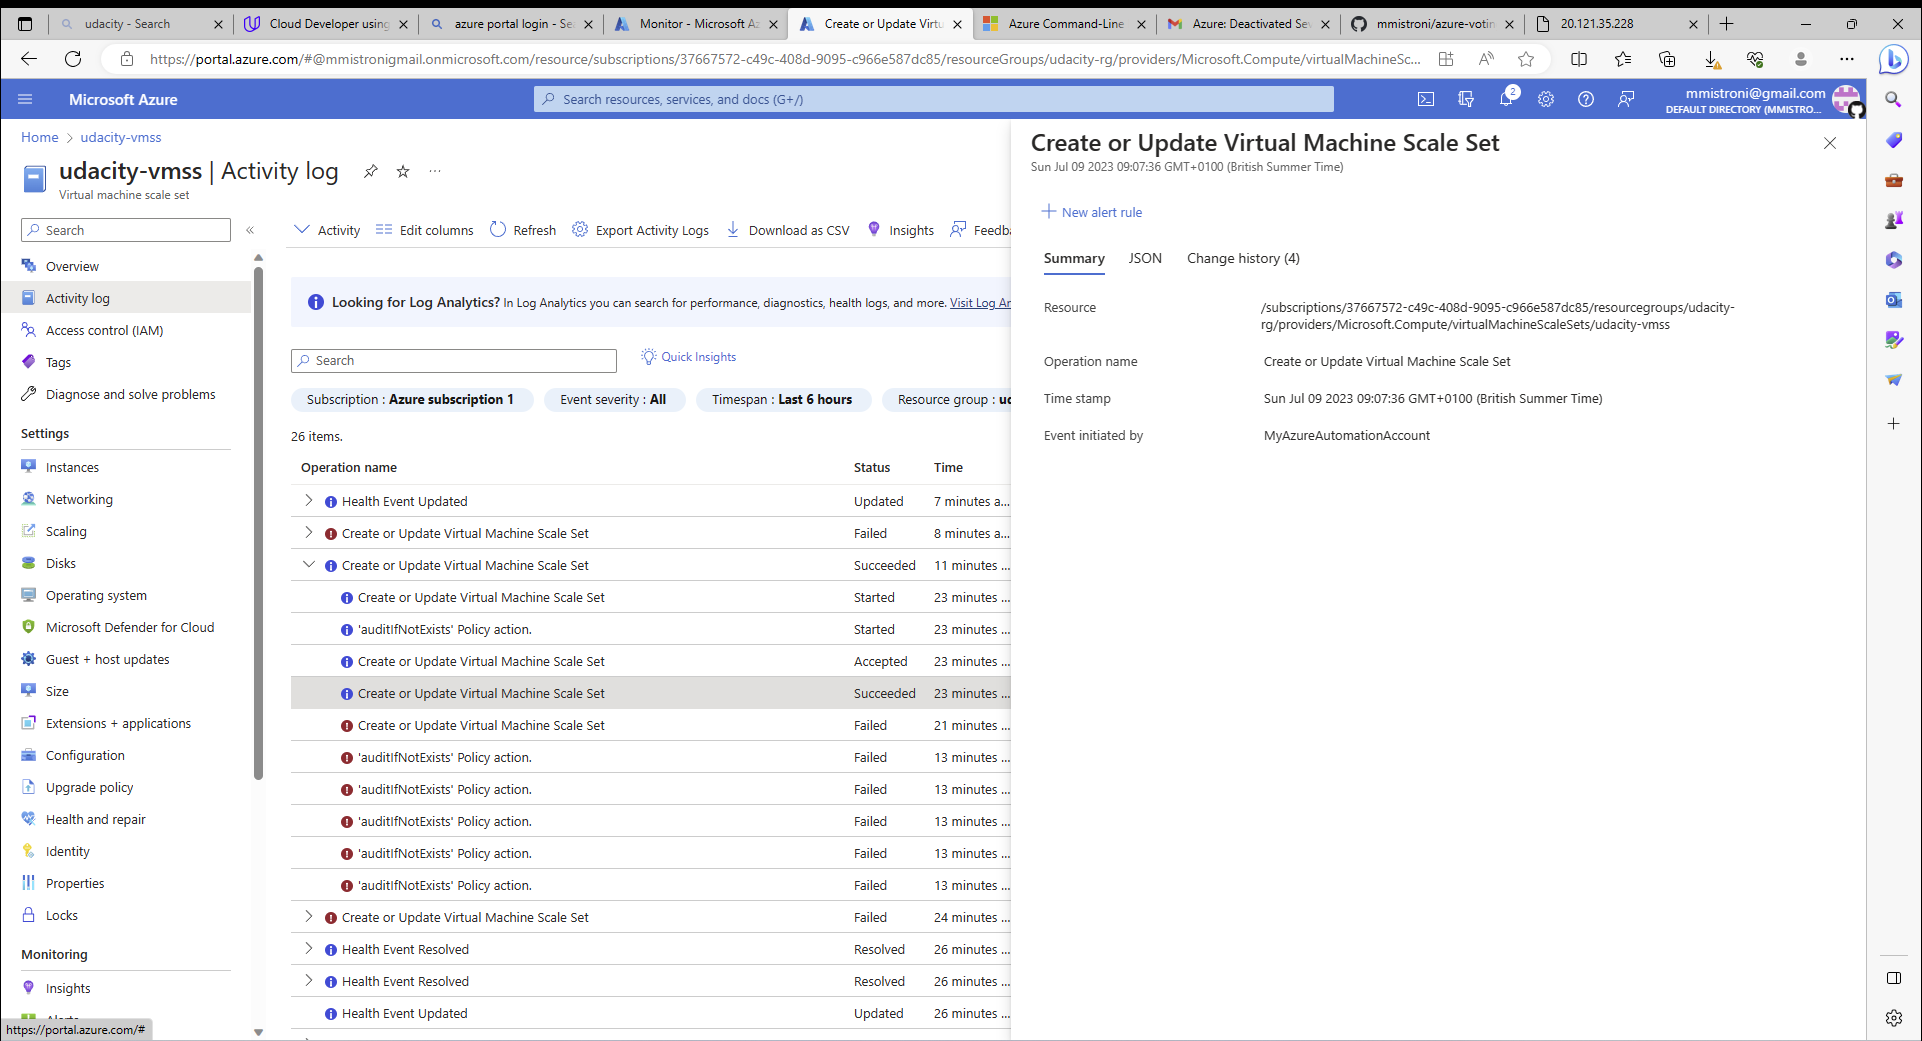 udacity - Search
Cloud Developer using
azure portal login - Se
Monitor - Microsoft Az
Create or Update Virtu
Azure Command-Line
Azure: Deactivated Sev
mmistroni/azure-votin
20.121.35.228
https://portal.azure.com/#@mmistronigmail.onmicrosoft.com/resource/subscriptions/37667572-c49c-408d-9095-c966e587dc85/resourceGroups/udacity-rg/providers/Microsoft.Compute/virtualMachineSc...
Microsoft Azure
Search resources, services, and docs (G+/)
2
mmistroni@gmail.com
DEFAULT DIRECTORY (MMISTRO...
Home > udacity-vmss
udacity-vmss | Activity log
Virtual machine scale set
Search
Overview
Activity log
Access control (IAM)
Tags
Diagnose and solve problems
Settings
Instances
Networking
Scaling
Disks
Operating system
Microsoft Defender for Cloud
Guest + host updates
Size
Extensions + applications
Configuration
Upgrade policy
Health and repair
Identity
Properties
Locks
Monitoring
Insights
https://portal.azure.com/#
Activity Edit columns Refresh Export Activity Logs Download as CSV Insights Feedba
Looking for Log Analytics? In Log Analytics you can search for performance, diagnostics, health logs, and more. Visit Log An
Search
Quick Insights
Subscription : Azure subscription 1 Event severity : All Timespan : Last 6 hours Resource group : ud
26 items.
Operation name Status Time
Health Event Updated Updated 7 minutes a...
Create or Update Virtual Machine Scale Set Failed 8 minutes a...
Create or Update Virtual Machine Scale Set Succeeded 11 minutes ...
Create or Update Virtual Machine Scale Set Started 23 minutes ...
'auditIfNotExists' Policy action. Started 23 minutes ...
Create or Update Virtual Machine Scale Set Accepted 23 minutes ...
Create or Update Virtual Machine Scale Set Succeeded 23 minutes ...
Create or Update Virtual Machine Scale Set Failed 21 minutes ...
'auditIfNotExists' Policy action. Failed 13 minutes ...
'auditIfNotExists' Policy action. Failed 13 minutes ...
'auditIfNotExists' Policy action. Failed 13 minutes ...
'auditIfNotExists' Policy action. Failed 13 minutes ...
'auditIfNotExists' Policy action. Failed 13 minutes ...
Create or Update Virtual Machine Scale Set Failed 24 minutes ...
Health Event Resolved Resolved 26 minutes ...
Health Event Resolved Resolved 26 minutes ...
Health Event Updated Updated 26 minutes ...
Create or Update Virtual Machine Scale Set
Sun Jul 09 2023 09:07:36 GMT+0100 (British Summer Time)
New alert rule
Summary JSON Change history (4)
Resource /subscriptions/37667572-c49c-408d-9095-c966e587dc85/resourcegroups/udacity-
rg/providers/Microsoft.Compute/virtualMachineScaleSets/udacity-vmss
Operation name Create or Update Virtual Machine Scale Set
Time stamp Sun Jul 09 2023 09:07:36 GMT+0100 (British Summer Time)
Event initiated by MyAzureAutomationAccount